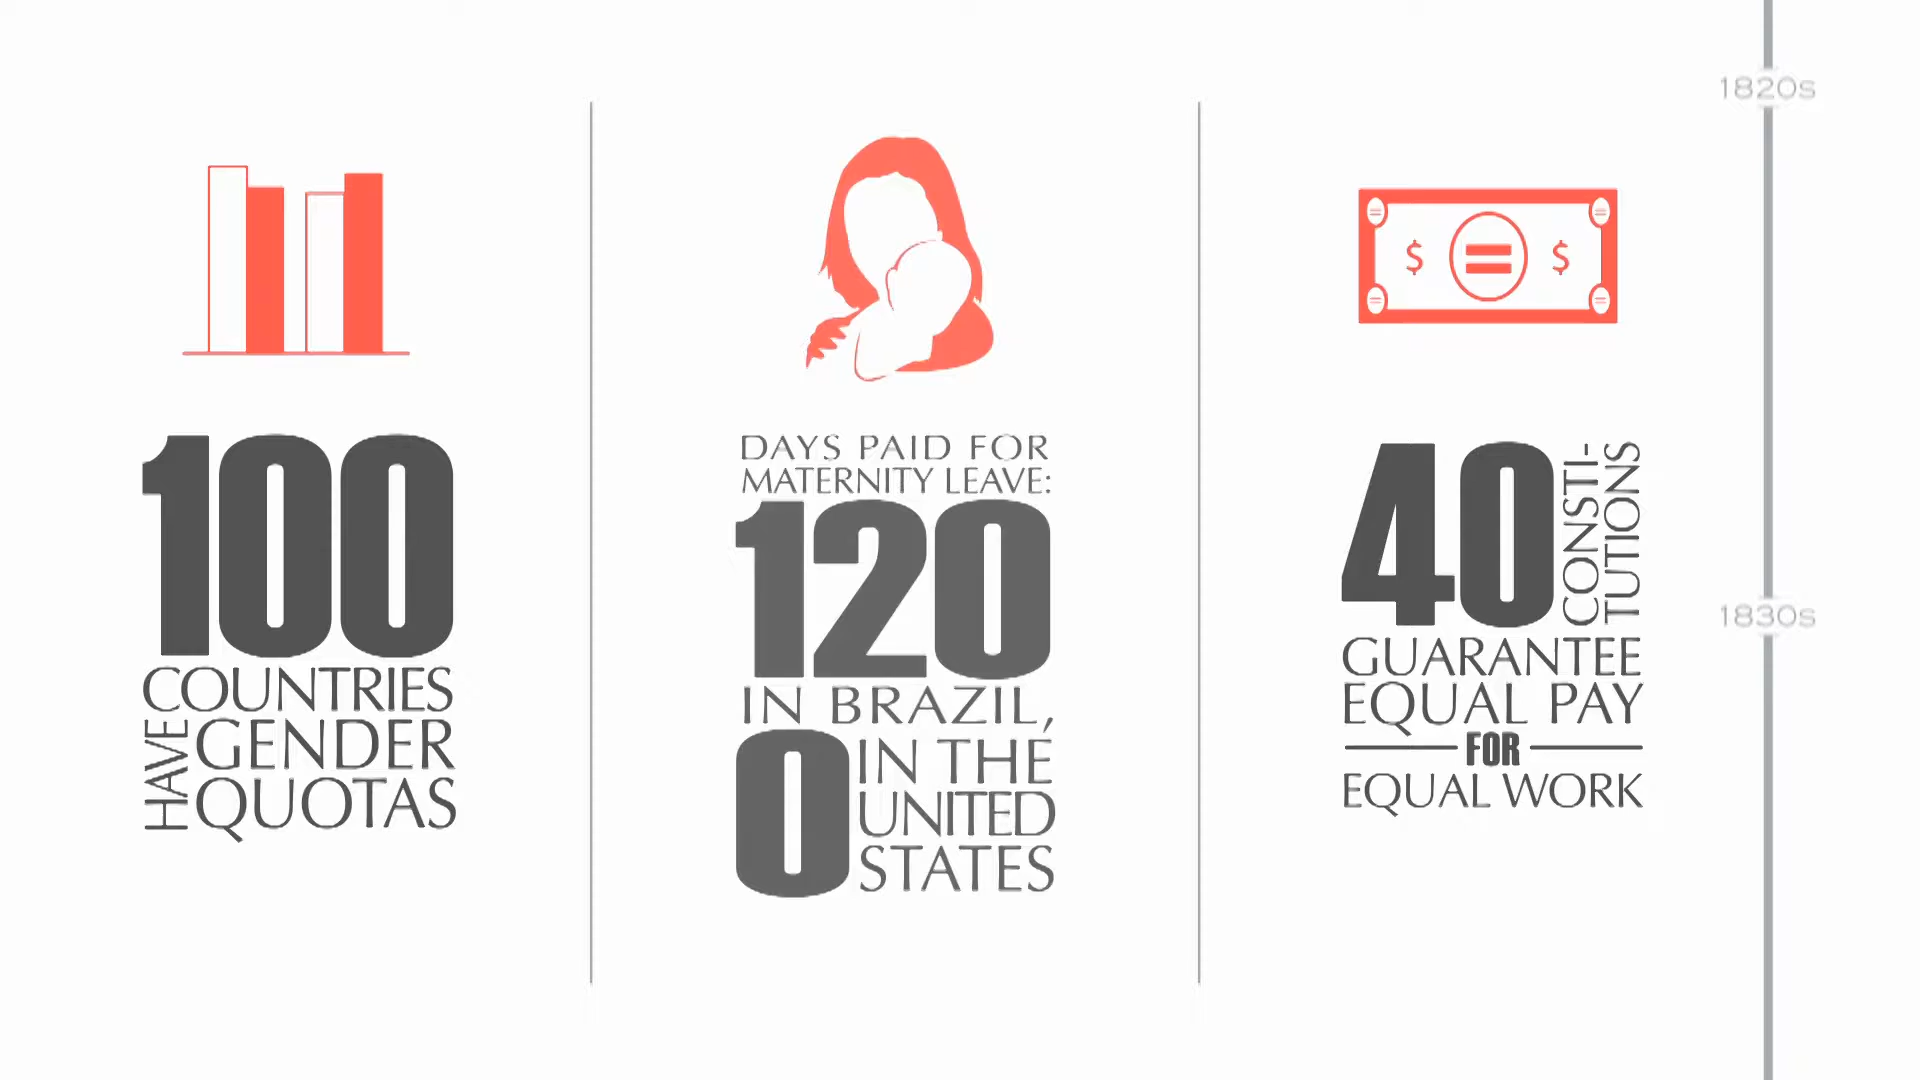 100
COUNTRIES
HAVE
GENDER
QUOTAS
DAYS PAID FOR
MATERNITY LEAVE:
120
IN BRAZIL,
0
IN THE
UNITED
STATES
$ = $
40
CONSTI-
TUTIONS
GUARANTEE
EQUAL PAY
FOR
EQUAL WORK
1820s
1830s